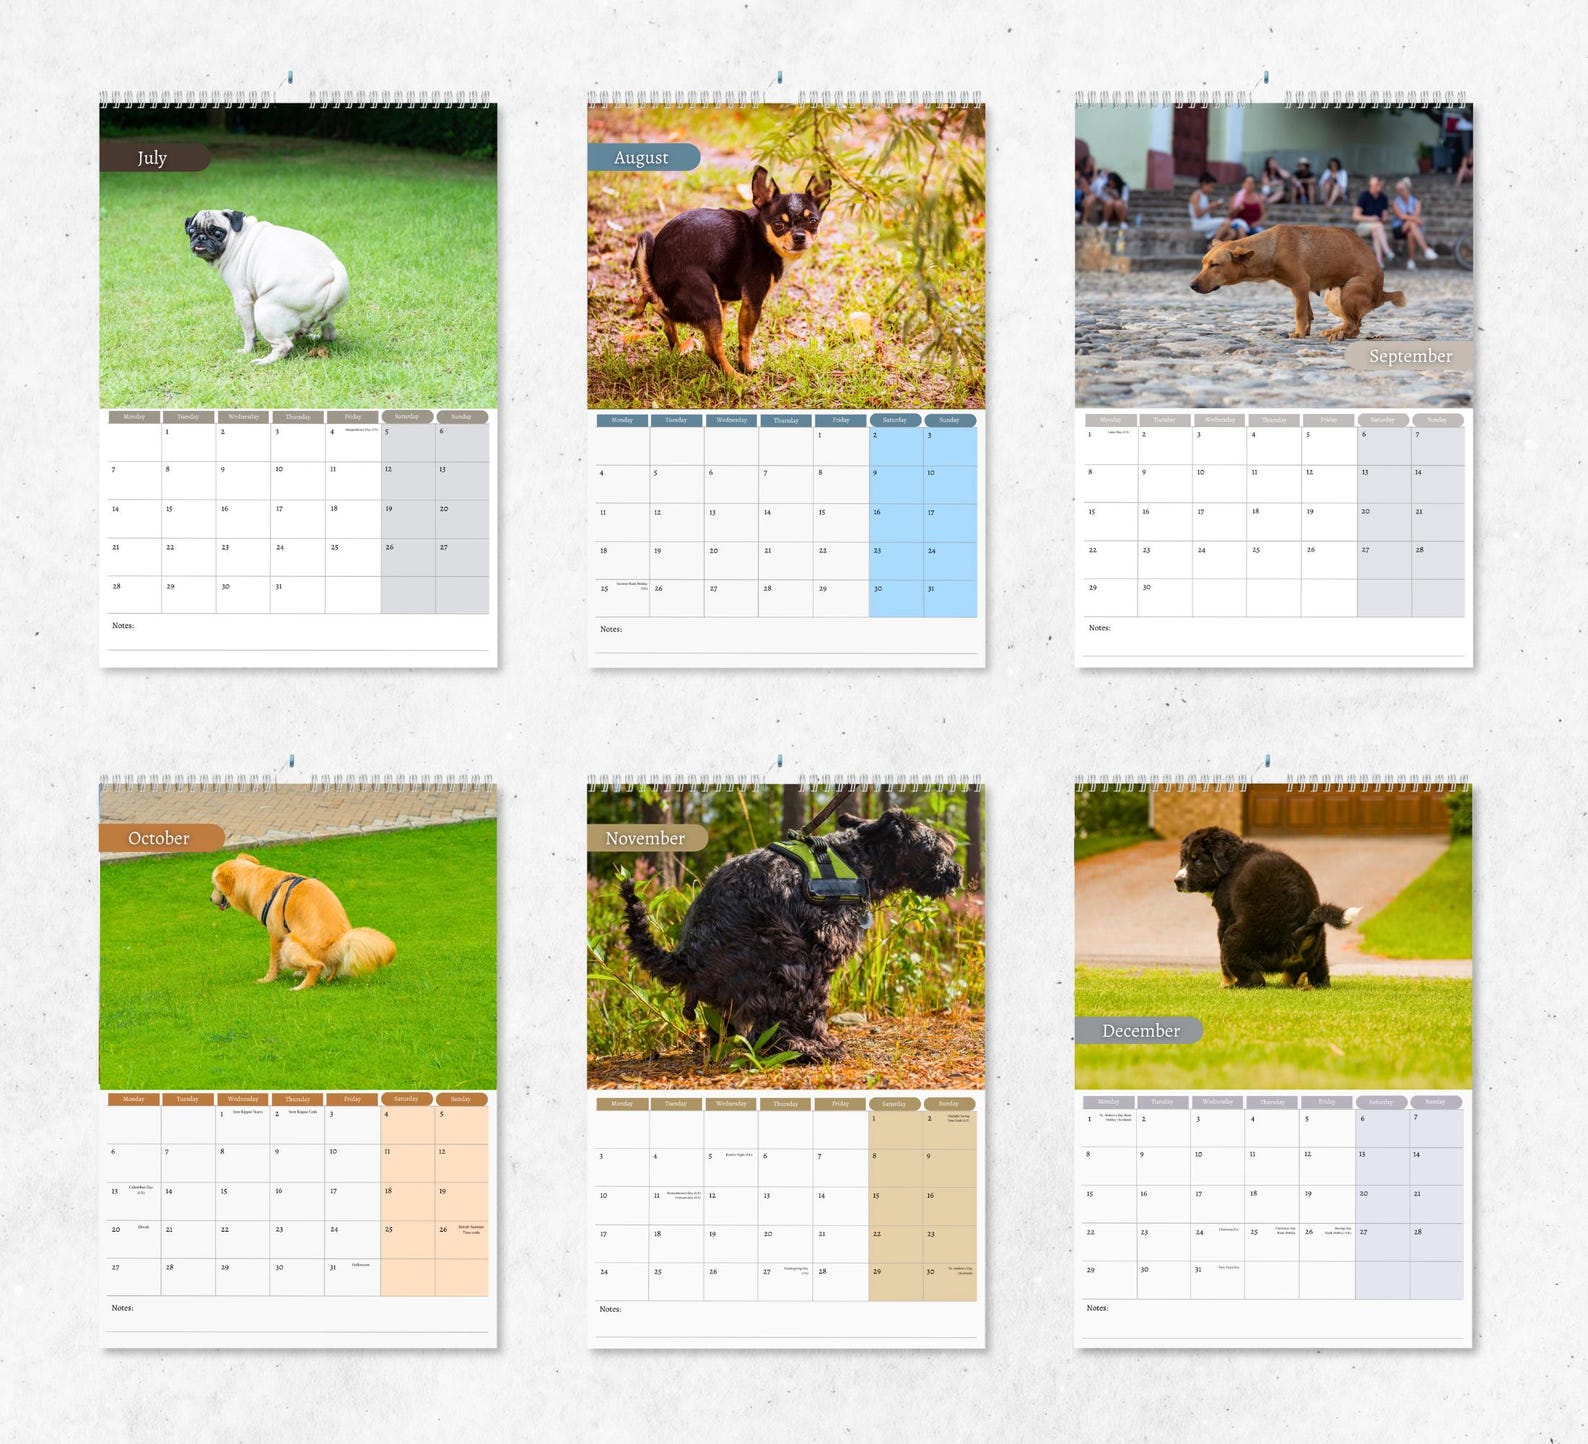 July
Monday Tuesday Wednesday Thursday Friday Saturday Sunday
1 2 3 4 Independence Day (US) 5 6
7 8 9 10 11 12 13
14 15 16 17 18 19 20
21 22 23 24 25 26 27
28 29 30 31
Notes:
August
Monday Tuesday Wednesday Thursday Friday Saturday Sunday
1 2 3
4 5 6 7 8 9 10
11 12 13 14 15 16 17
18 19 20 21 22 23 24
25 Summer Bank Holiday 26 27 28 29 30 31
(UK)
Notes:
September
Monday Tuesday Wednesday Thursday Friday Saturday Sunday
1 Labor Day (US) 2 3 4 5 6 7
8 9 10 11 12 13 14
15 16 17 18 19 20 21
22 23 24 25 26 27 28
29 30
Notes:
October
Monday Tuesday Wednesday Thursday Friday Saturday Sunday
1 Yom Kippur Starts 2 Yom Kippur Ends 3 4 5
6 7 8 9 10 11 12
13 Columbus Day 14 15 16 17 18 19
(US)
20 Diwali 21 22 23 24 25 26 British Summer
Time ends
27 28 29 30 31 Halloween
Notes:
November
Monday Tuesday Wednesday Thursday Friday Saturday Sunday
1 2 Daylight Saving
Time Ends (US)
3 4 5 Bonfire Night (UK) 6 7 8 9
10 11 Remembrance Day (UK) 12 13 14 15 16
Veterans Day (US)
17 18 19 20 21 22 23
24 25 26 27 Thanksgiving Day 28 29 30 St. Andrew's Day
(US) (Scotland)
Notes:
December
Monday Tuesday Wednesday Thursday Friday Saturday Sunday
1 St. Andrew's Day Bank 2 3 4 5 6 7
Holiday (Scotland)
8 9 10 11 12 13 14
15 16 17 18 19 20 21
22 23 24 Christmas Eve 25 Christmas Day 26 Boxing Day 27 28
Bank Holiday Bank Holiday (UK)
29 30 31 New Years Eve
Notes: